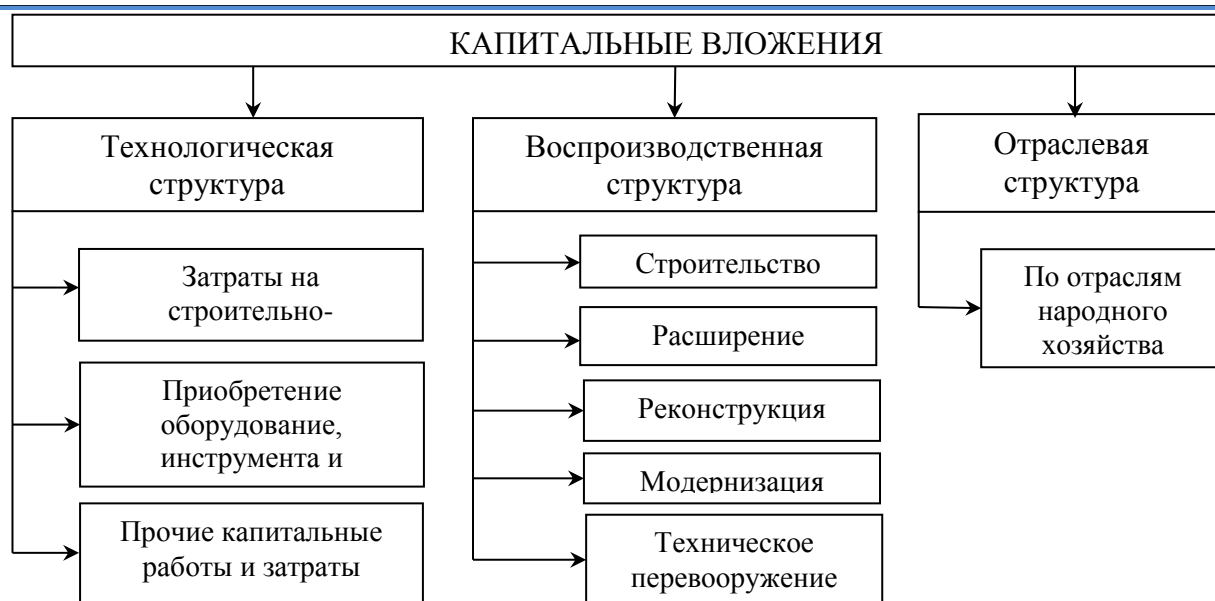 КАПИТАЛЬНЫЕ ВЛОЖЕНИЯ
Технологическая
структура
Затраты на
строительно-
Приобретение
оборудование,
инструмента и
Прочие капитальные
работы и затраты
Воспроизводственная
структура
Строительство
Расширение
Реконструкция
Модернизация
Техническое
перевооружение
Отраслевая
структура
По отраслям
народного
хозяйства